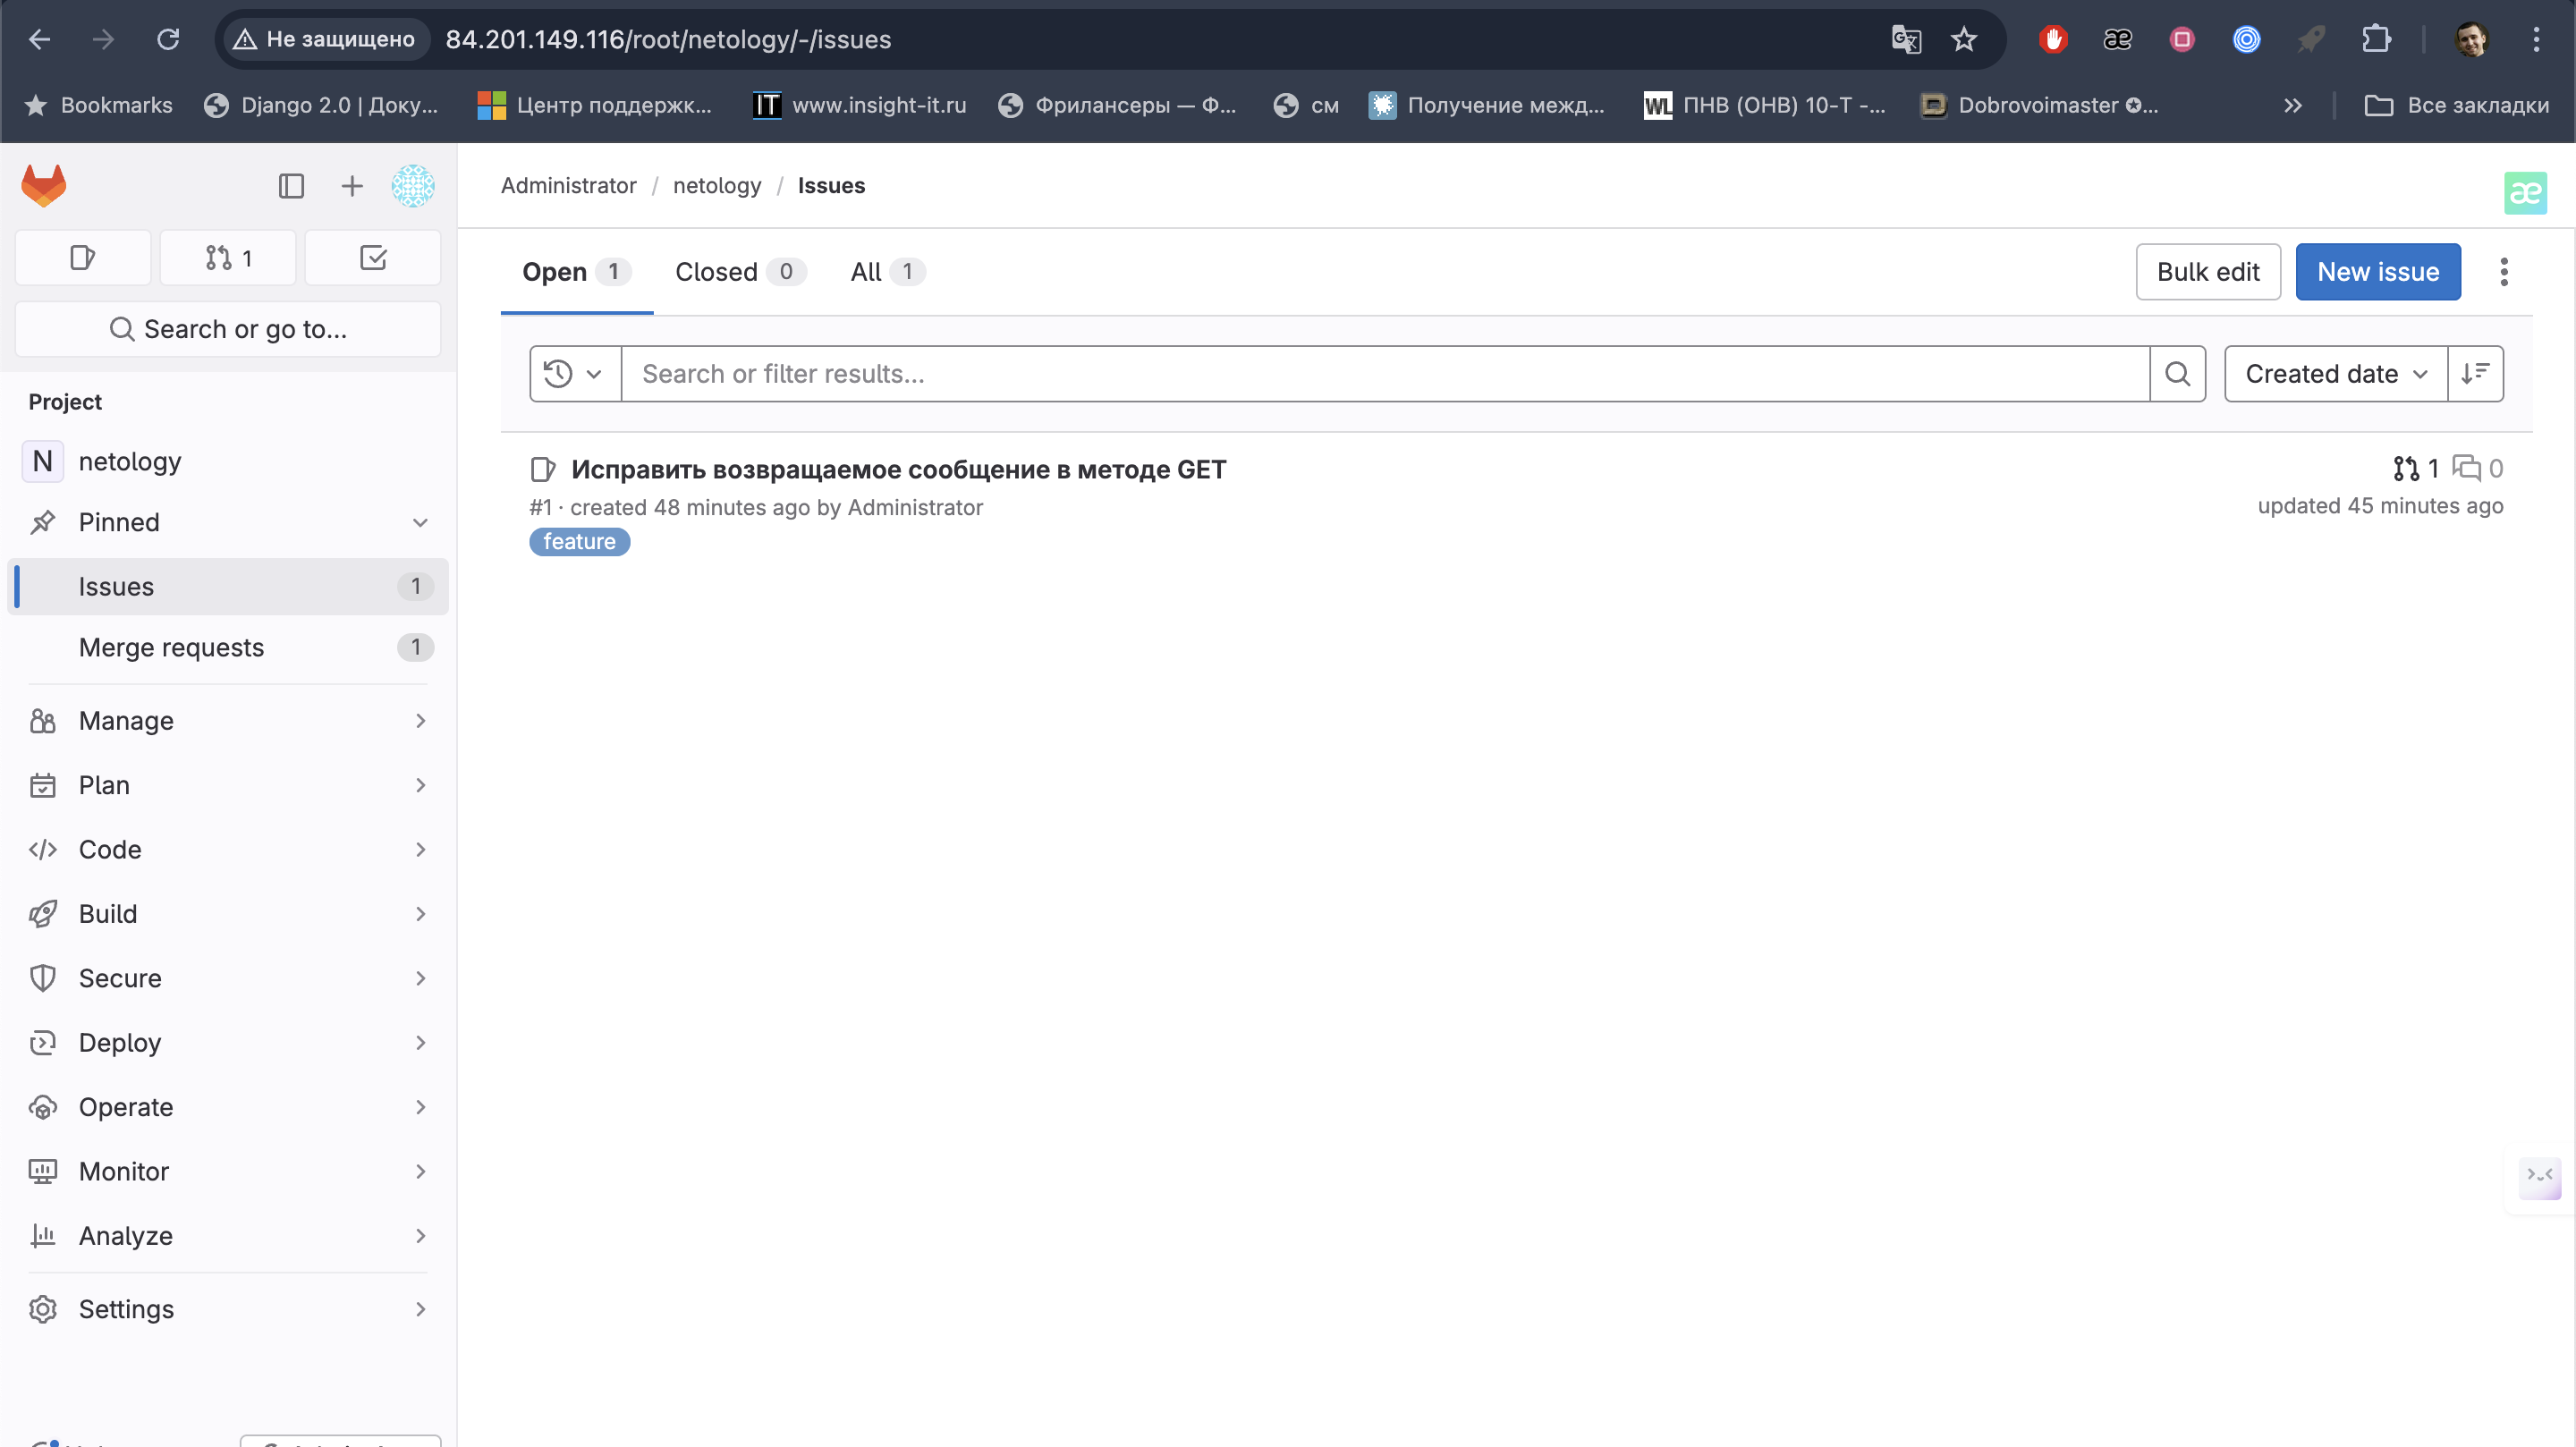 Не защищено 84.201.149.116/root/netology/-/issues
Bookmarks Django 2.0 | Доку... Центр поддержк... IT www.insight-it.ru Фрилансеры — Ф... см Получение межд... WL ПНВ (ОНВ) 10-Т -... Dobrovoimaster ✪... » Все закладки
Administrator / netology / Issues
æ
1
Open 1 Closed 0 All 1 Bulk edit New issue
Search or go to...
Search or filter results... Created date
Project
N netology
Исправить возвращаемое сообщение в методе GET 1 0
#1 · created 48 minutes ago by Administrator updated 45 minutes ago
feature
Pinned
Issues 1
Merge requests 1
Manage
Plan
Code
Build
Secure
Deploy
Operate
Monitor
Analyze
Settings